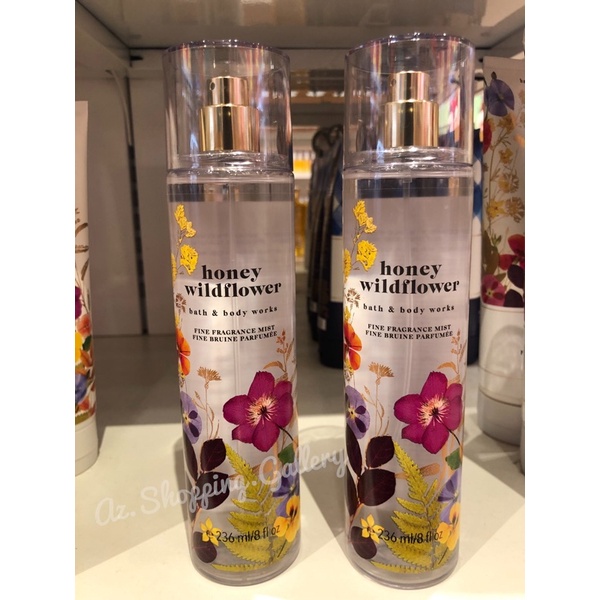 honey
wildflower
bath & body works
FINE FRAGRANCE MIST
FINE BRUINE PARFUMÉE
236 ml/8 fl oz
honey
wildflower
bath & body works
FINE FRAGRANCE MIST
FINE BRUINE PARFUMÉE
236 ml/8 fl oz
az.Shopping.Gallery